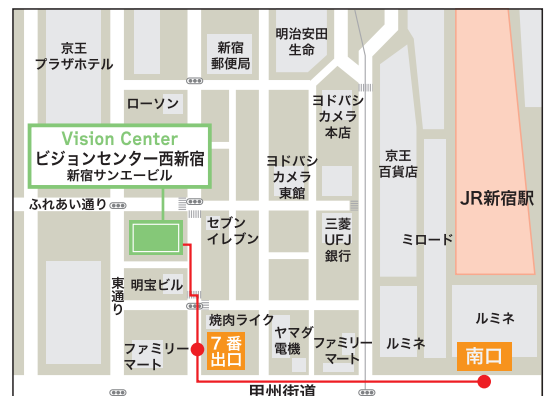 京王
プラザホテル
新宿
郵便局
明治安田
生命
ローソン
ヨドバシ
カメラ
本店
Vision Center
ビジョンセンター西新宿
新宿サンエービル
ヨドバシ
カメラ
東館
京王
百貨店
JR新宿駅
ふれあい通り
セブン
イレブン
三菱
UFJ
銀行
ミロード
東通り
明宝ビル
焼肉ライク
7番
出口
ヤマダ
電機
ファミリー
マート
ファミリー
マート
ルミネ
ルミネ
南口
甲州街道